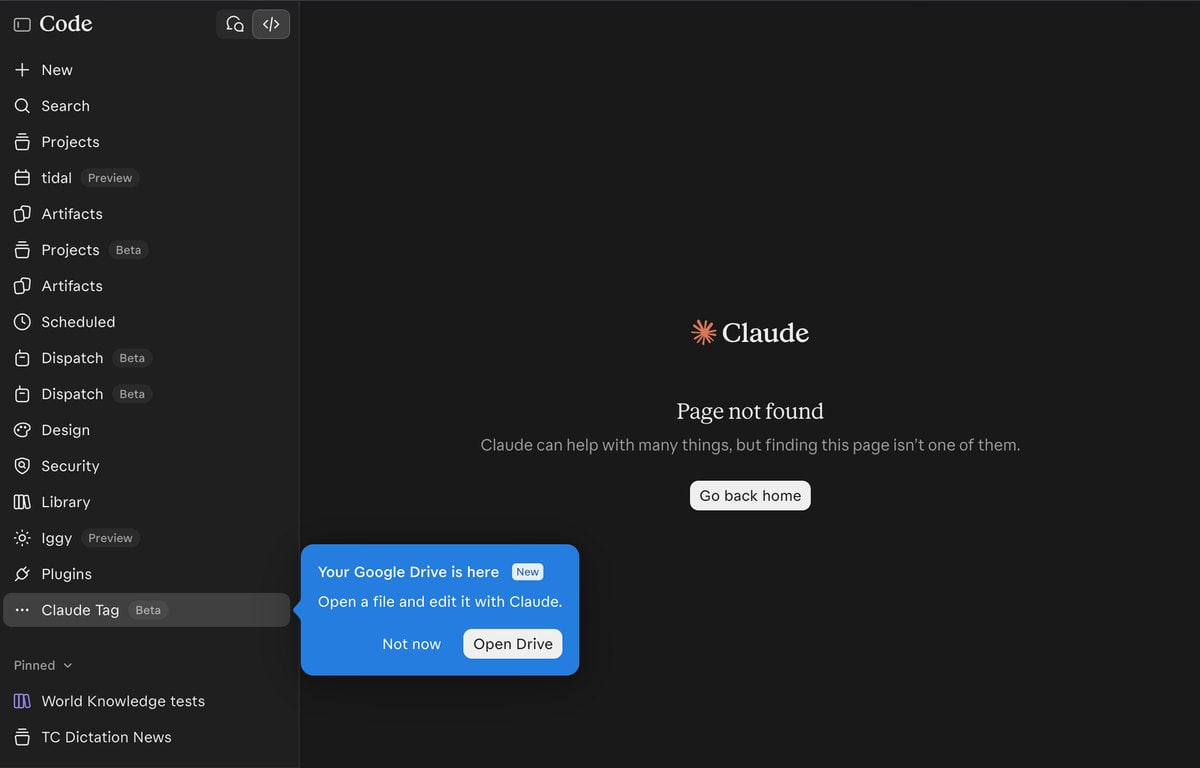 Code
New
Search
Projects
tidal Preview
Artifacts
Projects Beta
Artifacts
Scheduled
Dispatch Beta
Dispatch Beta
Design
Security
Library
Iggy Preview
Plugins
Claude Tag Beta
Pinned
World Knowledge tests
TC Dictation News
Claude
Page not found
Claude can help with many things, but finding this page isn’t one of them.
Go back home
Your Google Drive is here New
Open a file and edit it with Claude.
Not now Open Drive